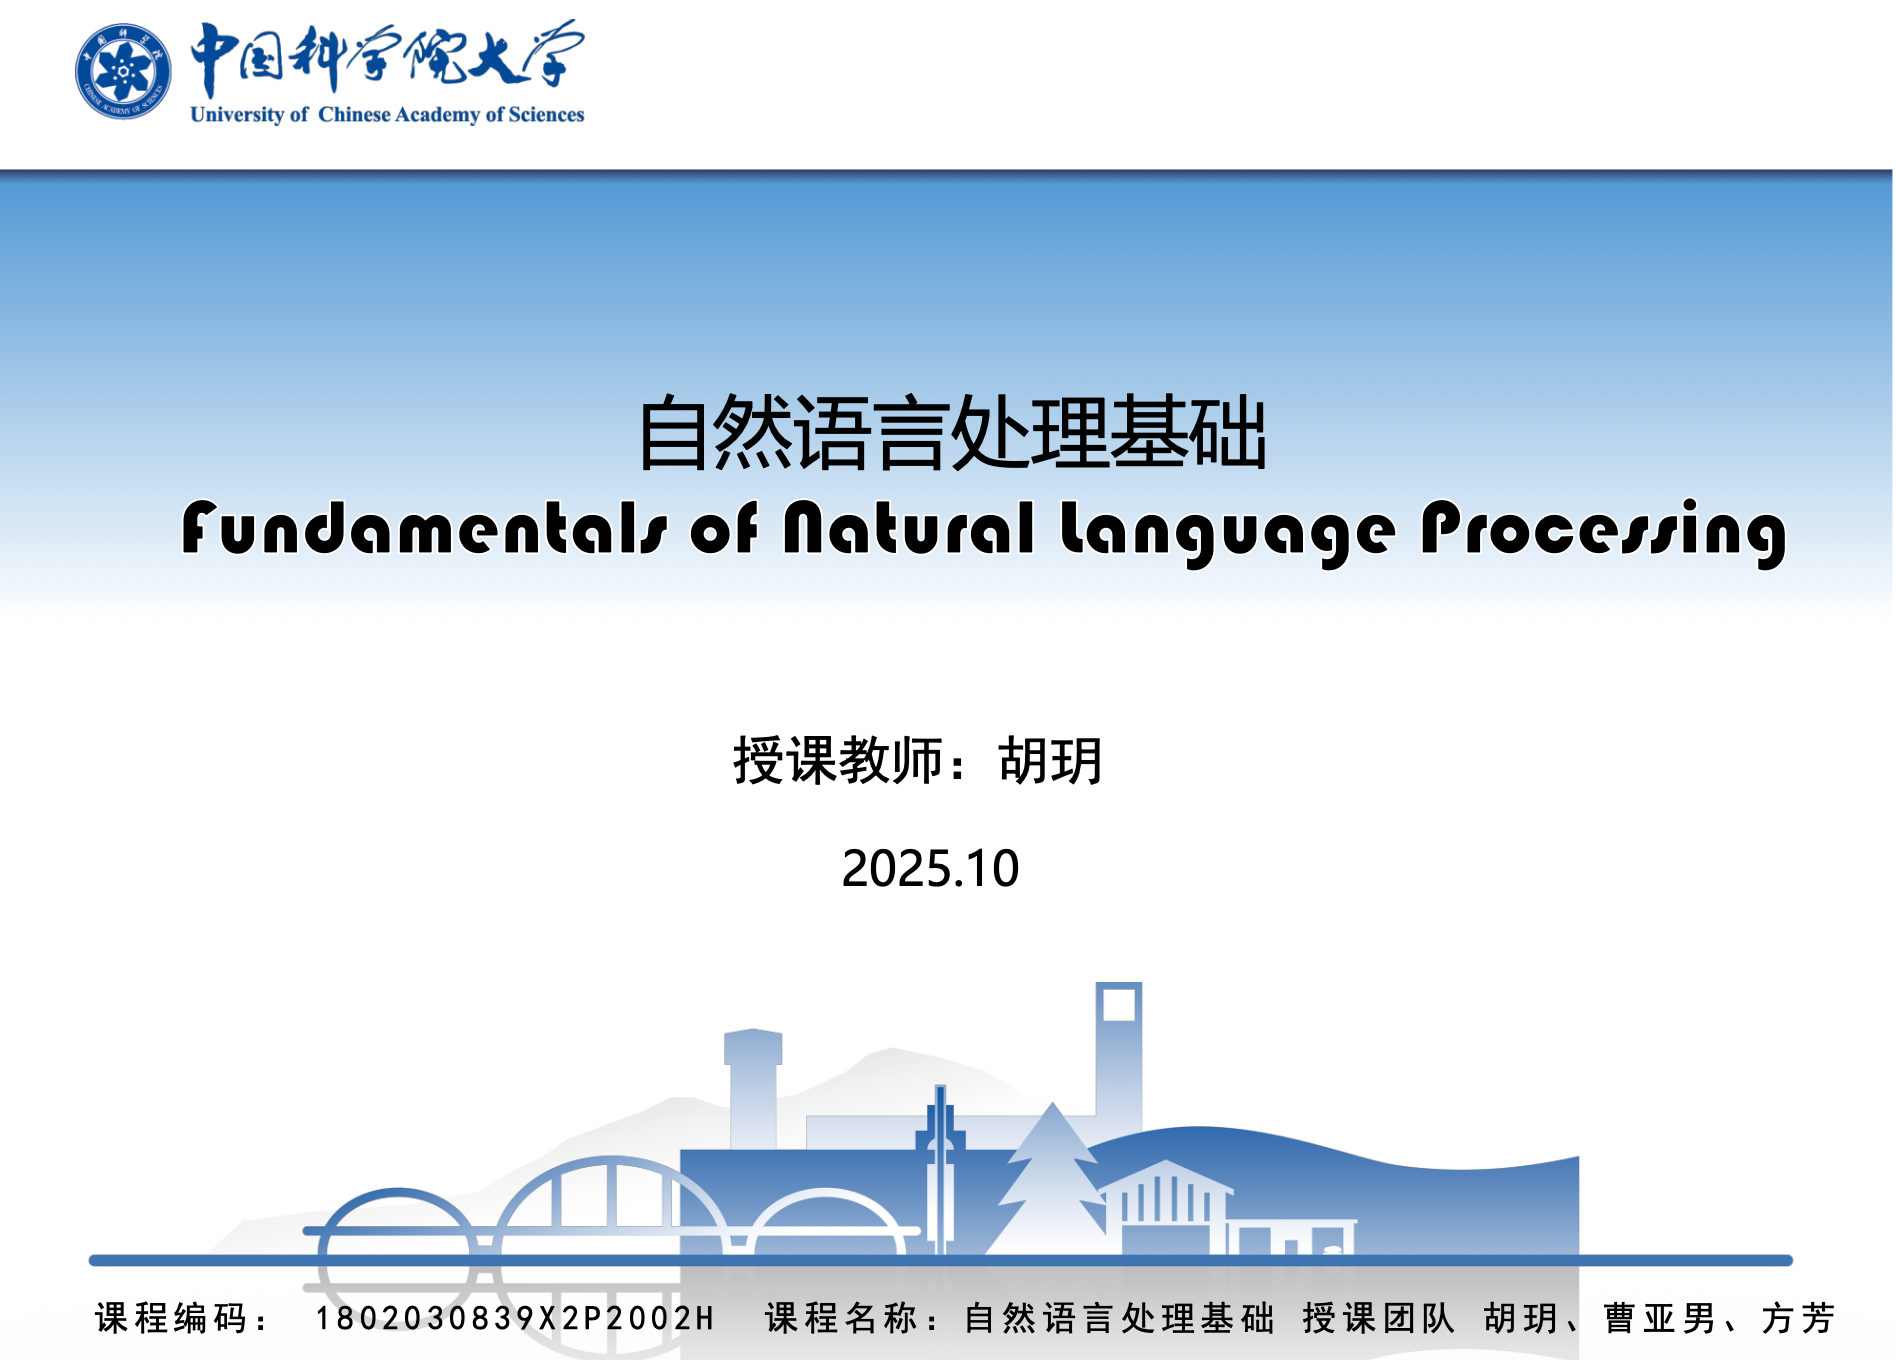 中国科学院大学
University of Chinese Academy of Sciences
自然语言处理基础
Fundamentals of Natural Language Processing
授课教师：胡玥
2025.10
课程编码： 1802030839X2P2002H 课程名称：自然语言处理基础 授课团队 胡玥、曹亚男、方芳